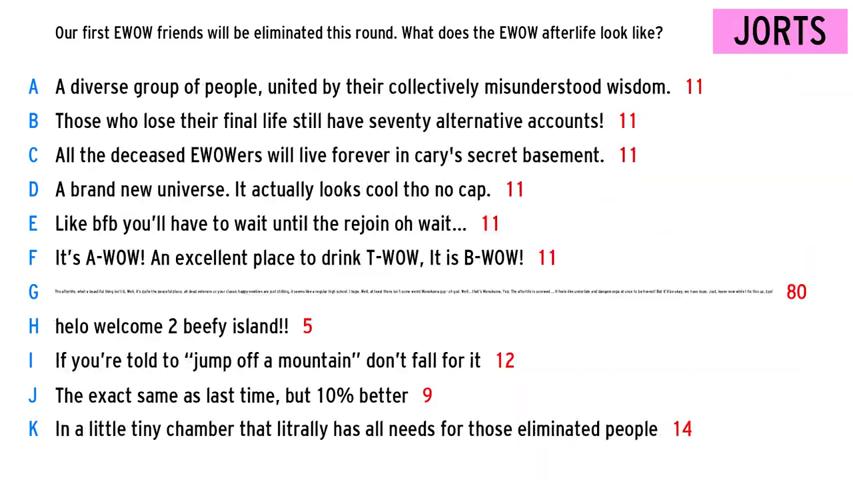 Our first EWOW friends will be eliminated this round. What does the EWOW afterlife look like?
JORTS
A A diverse group of people, united by their collectively misunderstood wisdom. 11
B Those who lose their final life still have seventy alternative accounts! 11
C All the deceased EWOWers will live forever in cary's secret basement. 11
D A brand new universe. It actually looks cool tho no cap. 11
E Like bfb you’ll have to wait until the rejoin oh wait... 11
F It’s A-WOW! An excellent place to drink T-WOW, It is B-WOW! 11
G 80
H helo welcome 2 beefy island!! 5
I If you’re told to “jump off a mountain” don’t fall for it 12
J The exact same as last time, but 10% better 9
K In a little tiny chamber that litrally has all needs for those eliminated people 14